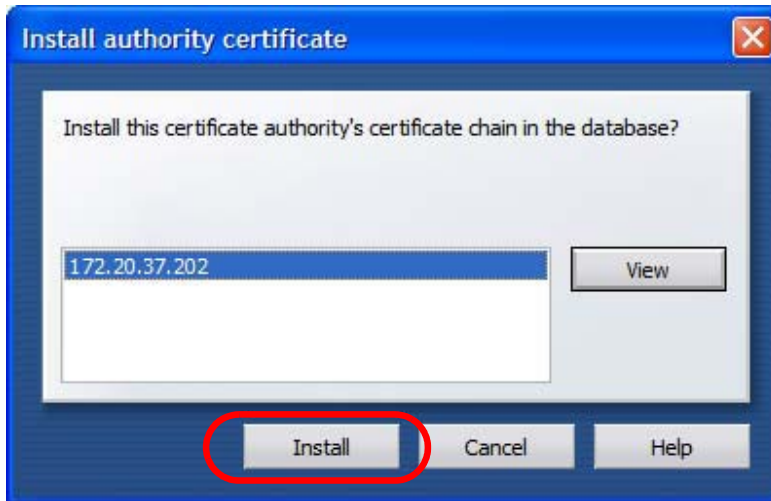 Install authority certificate
Install this certificate authority's certificate chain in the database?
172.20.37.202
View
Install
Cancel
Help